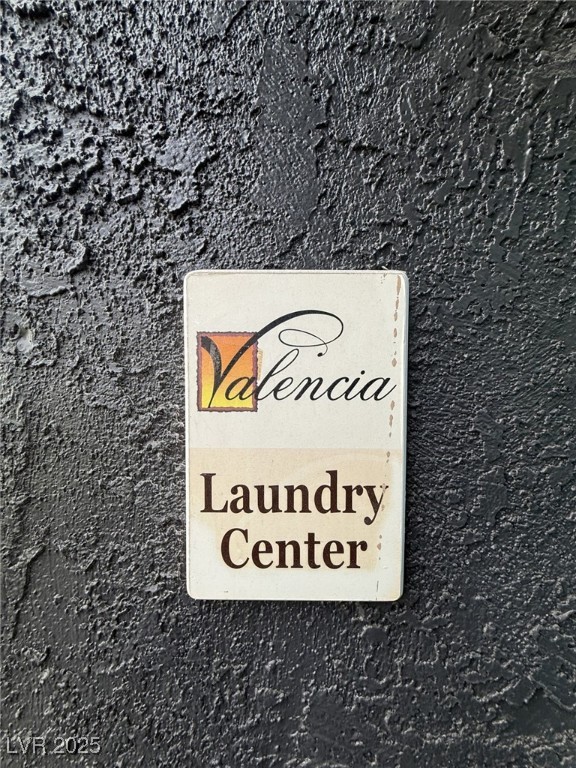 Valencia
Laundry
Center
LVR 2025